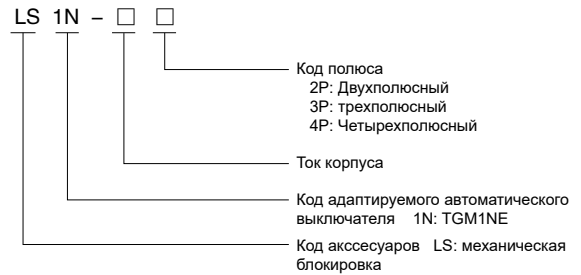 LS 1N – □ □
Код полюса
2P: Двухполюсный
3P: трехполюсный
4P: Четырехполюсный
Ток корпуса
Код адаптируемого автоматического
выключателя 1N: TGM1NE
Код акссесуаров LS: механическая
блокировка